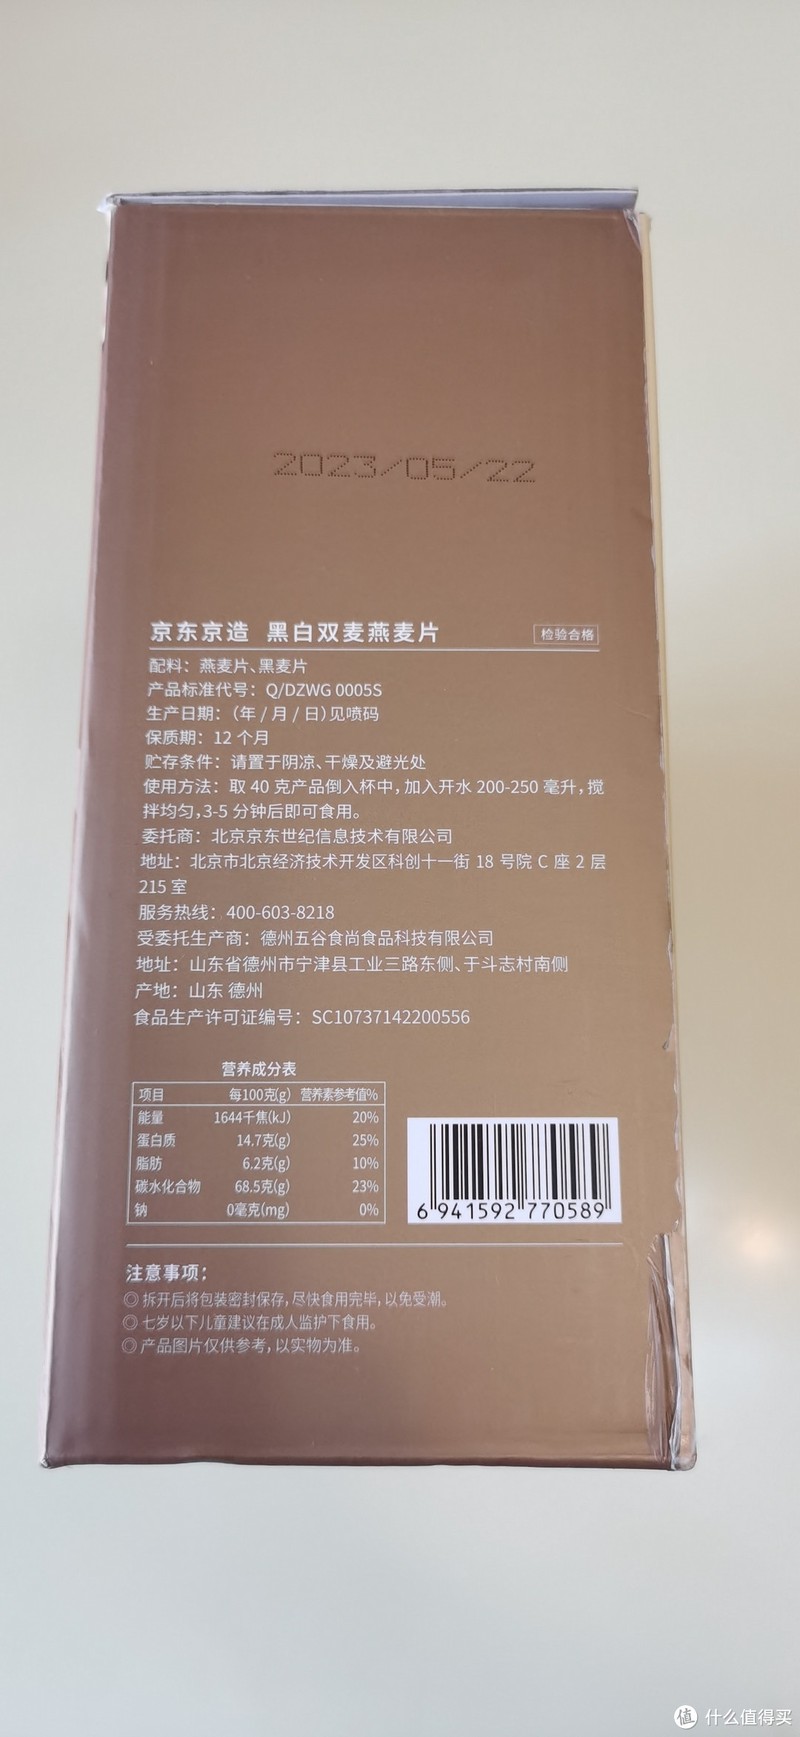 2023/05/22
京东京造 黑白双麦燕麦片 检验合格
配料：燕麦片、黑麦片
产品标准代号：Q/DZWG 0005S
生产日期：（年 / 月 / 日）见喷码
保质期：12 个月
贮存条件：请置于阴凉、干燥及避光处
使用方法：取 40 克产品倒入杯中，加入开水 200-250 毫升，搅
拌均匀，3-5 分钟后即可食用。
委托商：北京京东世纪信息技术有限公司
地址：北京市北京经济技术开发区科创十一街 18 号院 C 座 2 层
215 室
服务热线：400-603-8218
受委托生产商：德州五谷食尚食品科技有限公司
地址：山东省德州市宁津县工业三路东侧、于斗志村南侧
产地：山东 德州
食品生产许可证编号：SC10737142200556
营养成分表
项目 每100克(g) 营养素参考值%
能量 1644千焦(kJ) 20%
蛋白质 14.7克(g) 25%
脂肪 6.2克(g) 10%
碳水化合物 68.5克(g) 23%
钠 0毫克(mg) 0%
6 941592 770589
注意事项：
◎ 拆开后将包装密封保存，尽快食用完毕，以免受潮。
◎ 七岁以下儿童建议在成人监护下食用。
◎ 产品图片仅供参考，以实物为准。
值 什么值得买